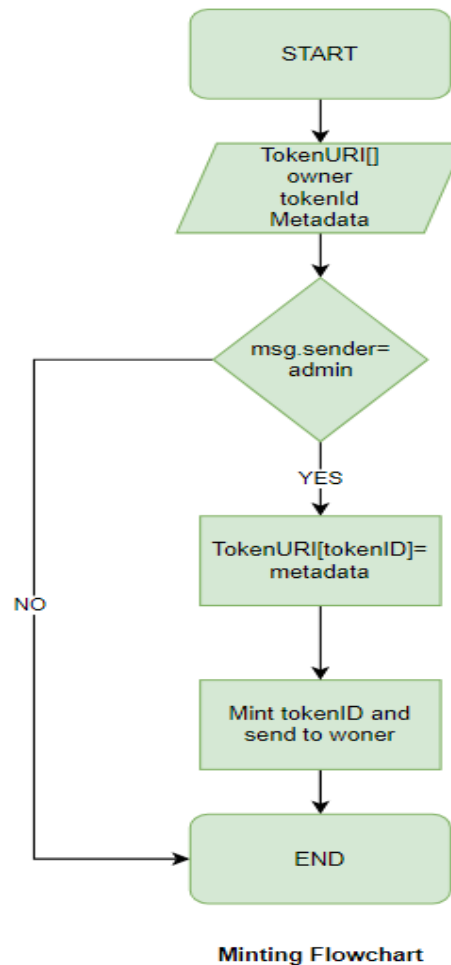 START
TokenURI[]
owner
tokenId
Metadata
msg.sender=
admin
YES
TokenURI[tokenID]=
metadata
NO
Mint tokenID and
send to woner
END
Minting Flowchart